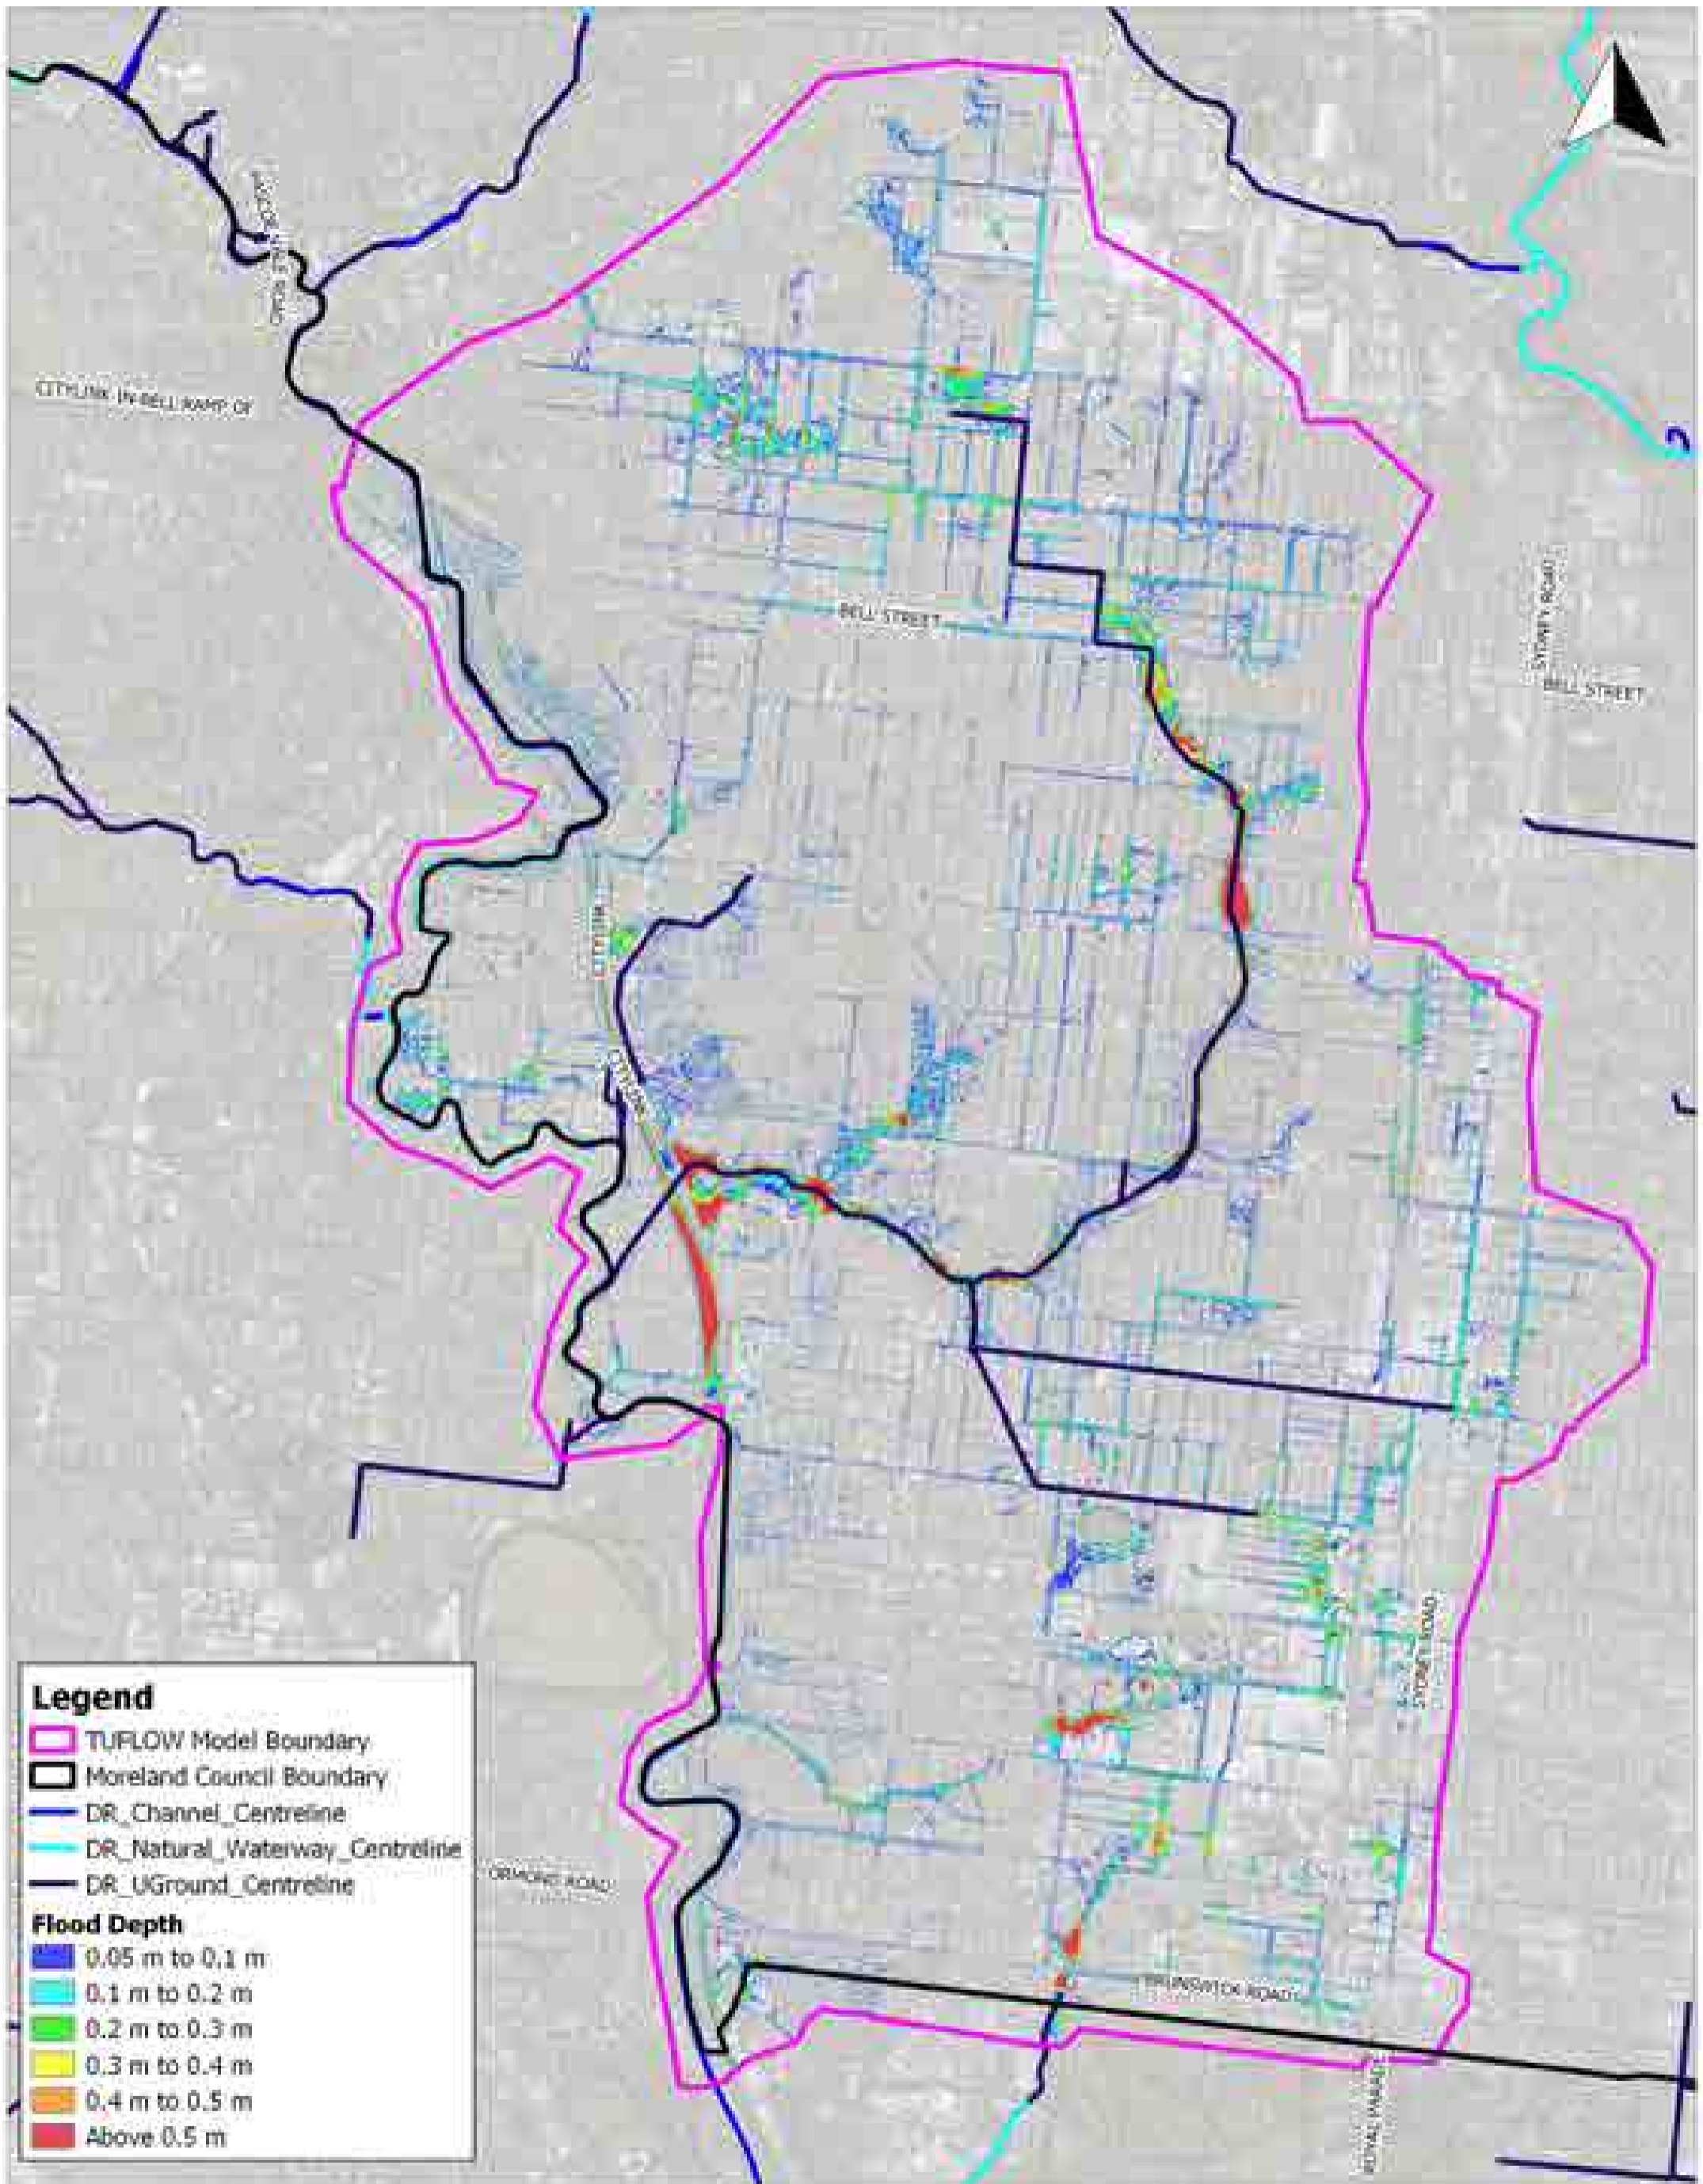 CITYLINK IN-BELL RAMP OF
BELL STREET
SYDNEY ROAD
BELL STREET
CITYLINK
CITYLINK
SYDNEY ROAD
ORMOND ROAD
BRUNSWICK ROAD
ROYAL PARADE
Legend
TUFLOW Model Boundary
Moreland Council Boundary
DR_Channel_Centreline
DR_Natural_Waterway_Centreline
DR_UGround_Centreline
Flood Depth
0.05 m to 0.1 m
0.1 m to 0.2 m
0.2 m to 0.3 m
0.3 m to 0.4 m
0.4 m to 0.5 m
Above 0.5 m